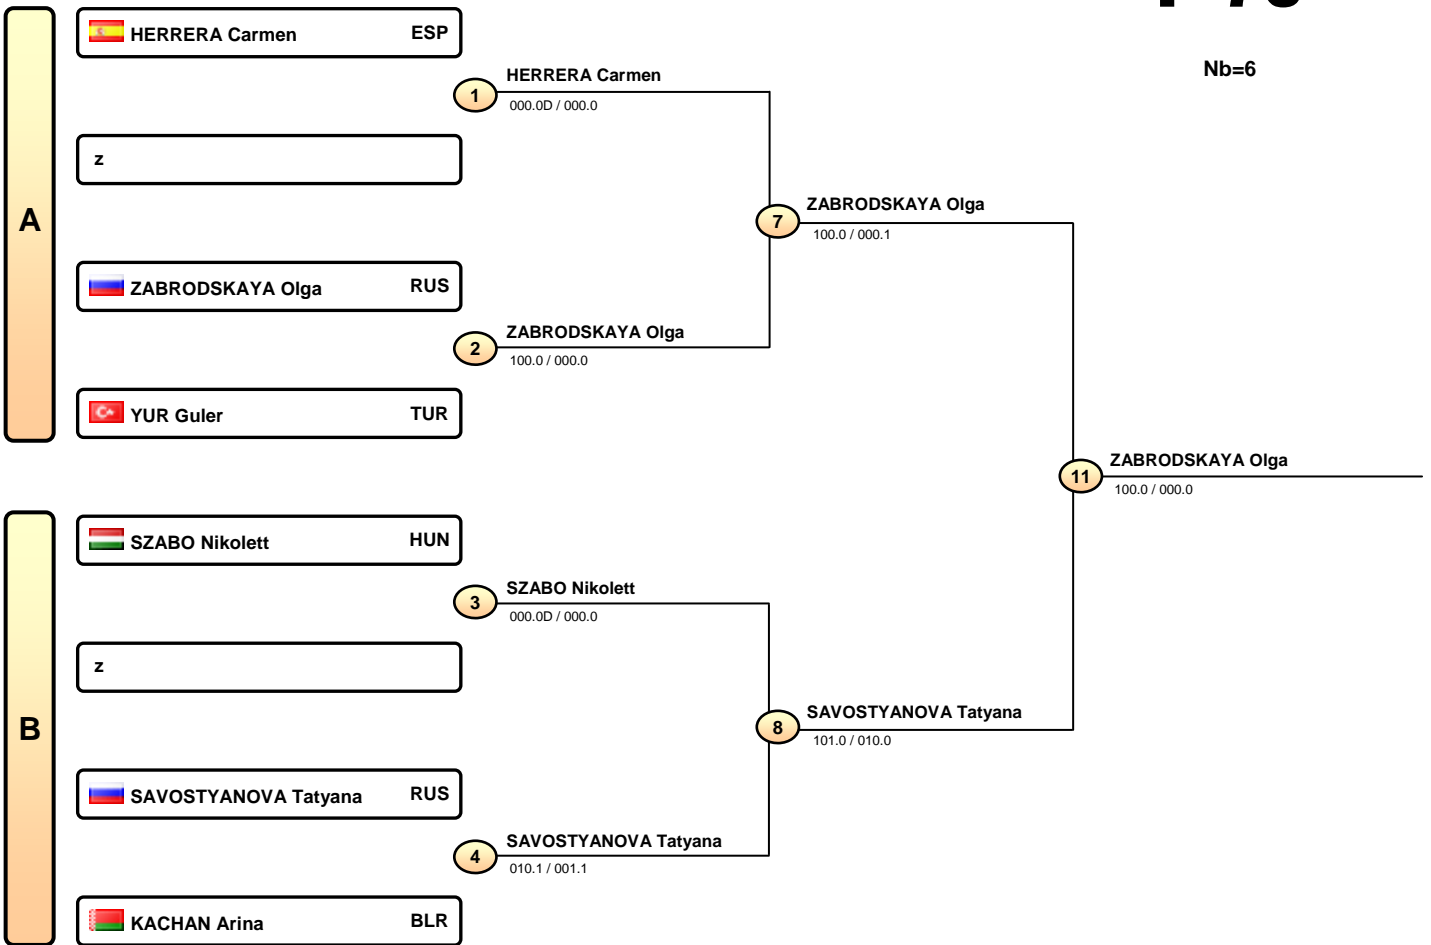 Nb=6
A
HERRERA Carmen ESP
z
ZABRODSKAYA Olga RUS
YUR Guler TUR
B
SZABO Nikolett HUN
z
SAVOSTYANOVA Tatyana RUS
KACHAN Arina BLR
1
HERRERA Carmen
000.0D / 000.0
2
ZABRODSKAYA Olga
100.0 / 000.0
3
SZABO Nikolett
000.0D / 000.0
4
SAVOSTYANOVA Tatyana
010.1 / 001.1
7
ZABRODSKAYA Olga
100.0 / 000.1
8
SAVOSTYANOVA Tatyana
101.0 / 010.0
11
ZABRODSKAYA Olga
100.0 / 000.0